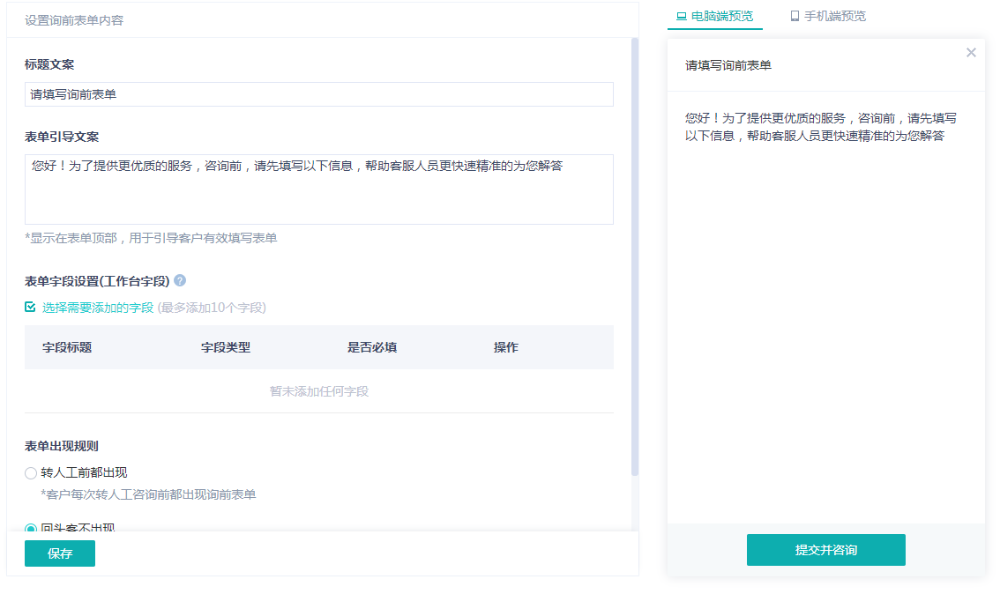 设置询前表单内容
标题文案
请填写询前表单
表单引导文案
您好！为了提供更优质的服务，咨询前，请先填写以下信息，帮助客服人员更快速精准的为您解答
*显示在表单顶部，用于引导客户有效填写表单
表单字段设置(工作台字段) ?
选择需要添加的字段 (最多添加10个字段)
字段标题 字段类型 是否必填 操作
暂未添加任何字段
表单出现规则
转人工前都出现
*客户每次转人工咨询前都出现询前表单
回头客不出现
保存
电脑端预览 手机端预览
请填写询前表单
您好！为了提供更优质的服务，咨询前，请先填写
以下信息，帮助客服人员更快速精准的为您解答
提交并咨询